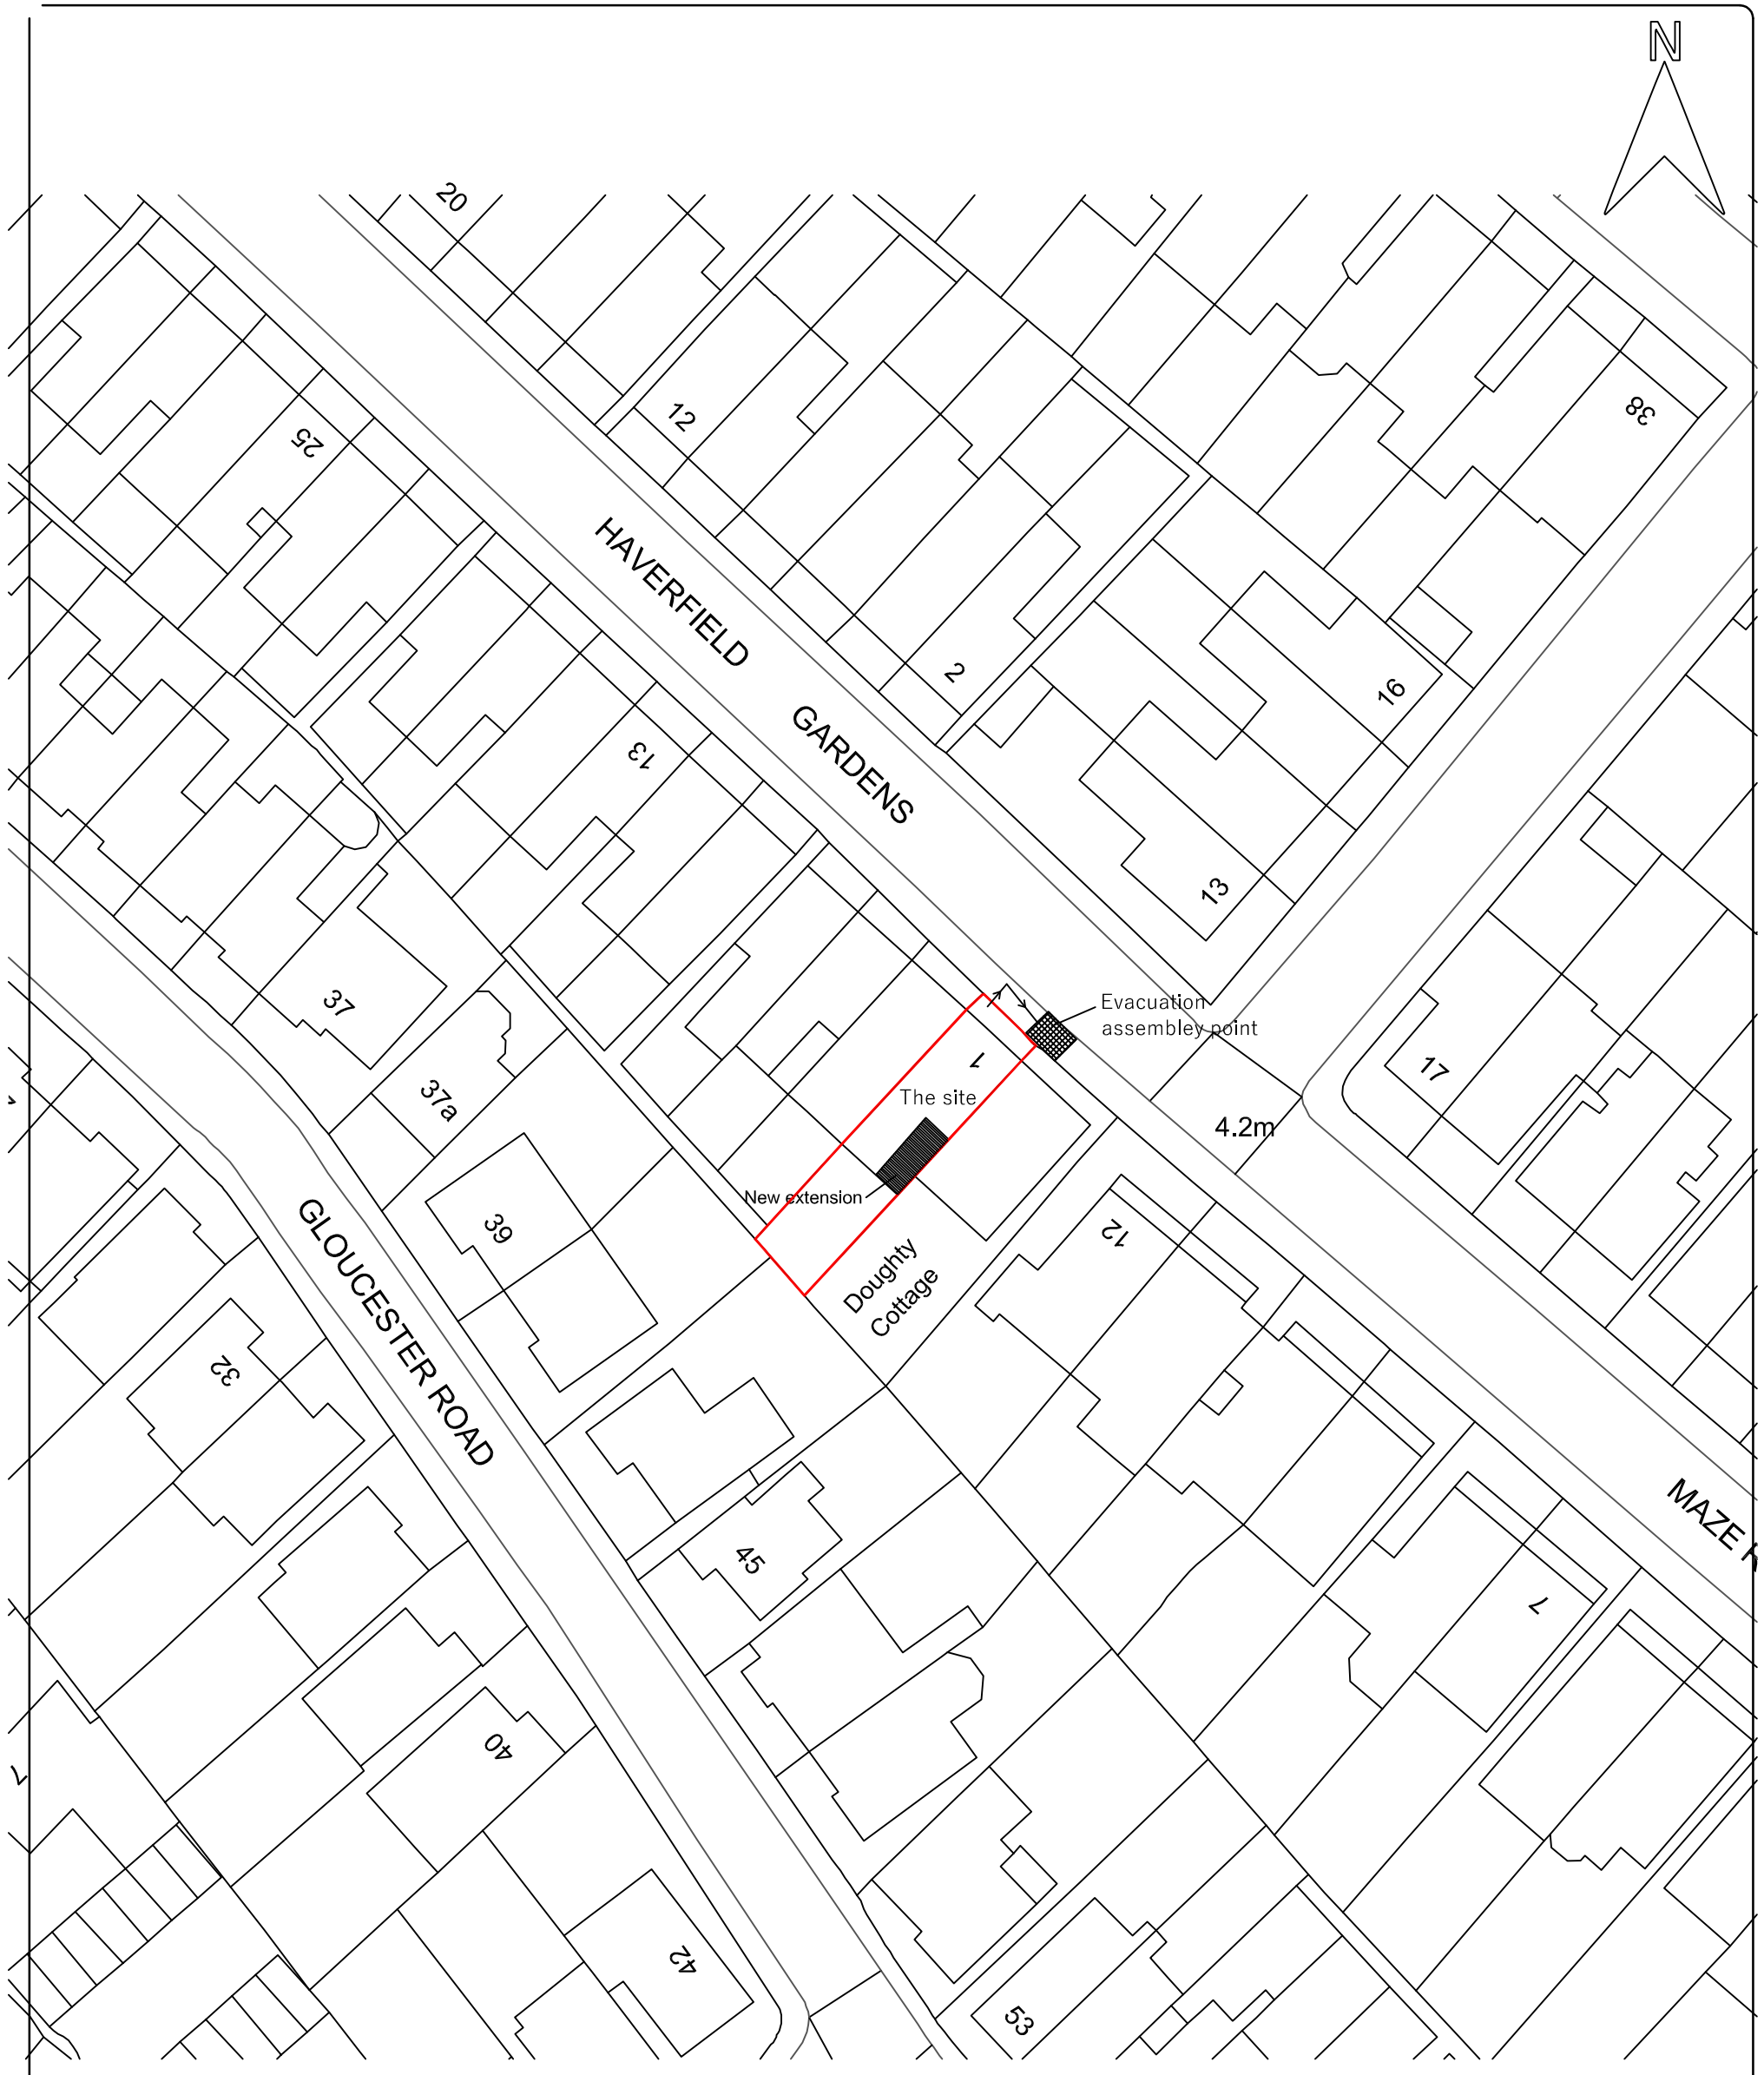 N
20
38
12
25
HAVERFIELD
2
16
GARDENS
13
13
37
Evacuation
assembley point
1
17
The site
37a
4.2m
New extension
39
12
GLOUCESTER ROAD
Doughty
Cottage
32
MAZE
45
7
40
42
53